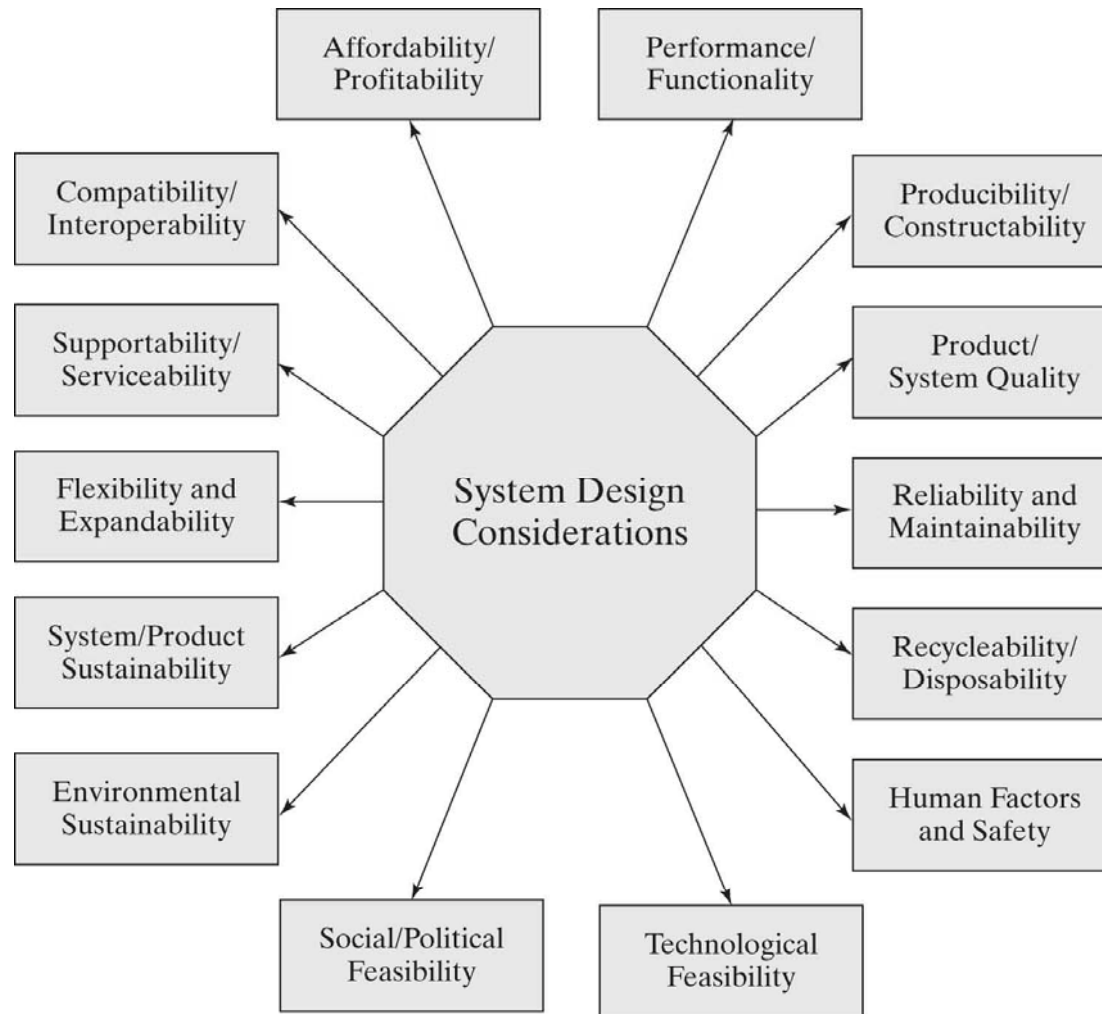 Affordability/
Profitability
Performance/
Functionality
Compatibility/
Interoperability
Producibility/
Constructability
Supportability/
Serviceability
Product/
System Quality
Flexibility and
Expandability
System Design
Considerations
Reliability and
Maintainability
System/Product
Sustainability
Recycleability/
Disposability
Environmental
Sustainability
Human Factors
and Safety
Social/Political
Feasibility
Technological
Feasibility